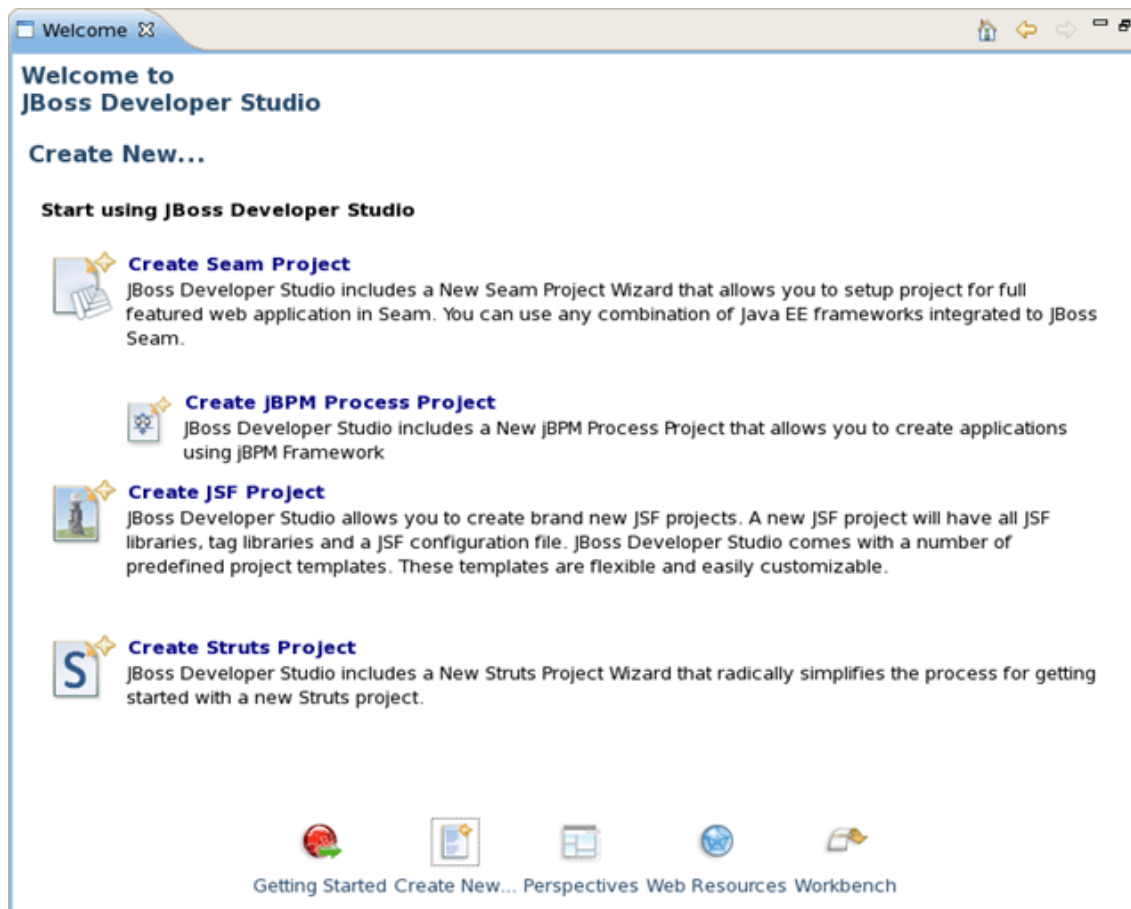 Welcome
Welcome to
JBoss Developer Studio
Create New...
Start using JBoss Developer Studio
Create Seam Project
JBoss Developer Studio includes a New Seam Project Wizard that allows you to setup project for full
featured web application in Seam. You can use any combination of Java EE frameworks integrated to JBoss
Seam.
Create jBPM Process Project
JBoss Developer Studio includes a New jBPM Process Project that allows you to create applications
using jBPM Framework
Create JSF Project
JBoss Developer Studio allows you to create brand new JSF projects. A new JSF project will have all JSF
libraries, tag libraries and a JSF configuration file. JBoss Developer Studio comes with a number of
predefined project templates. These templates are flexible and easily customizable.
S
Create Struts Project
JBoss Developer Studio includes a New Struts Project Wizard that radically simplifies the process for getting
started with a new Struts project.
Getting Started Create New... Perspectives Web Resources Workbench